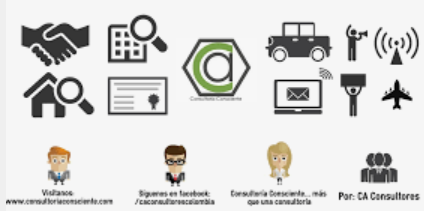 Consultoría Consciente
Visítanos:
www.consultoriaconsciente.com
Síguenos en facebook:
/caconsultorescolombia
Consultoría Consciente... más
que una consultoría
Por: CA Consultores